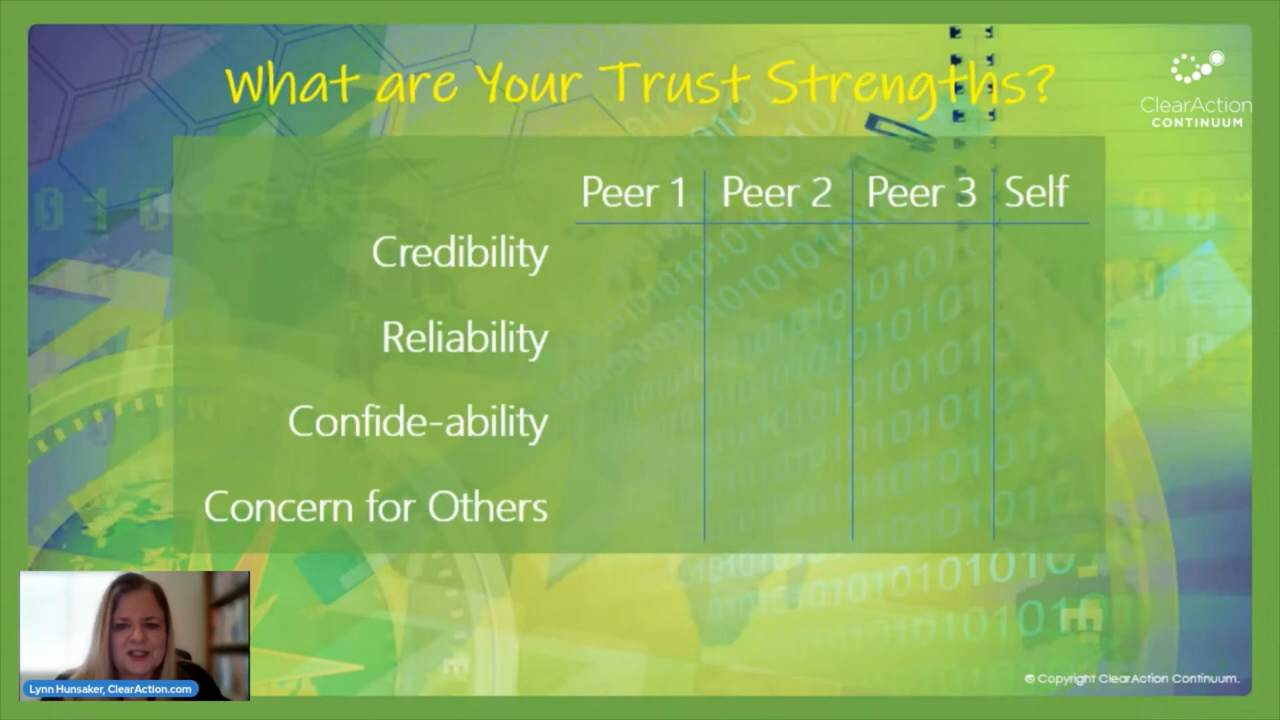 What are Your Trust Strengths?
ClearAction
CONTINUUM
Peer 1 Peer 2 Peer 3 Self
Credibility
Reliability
Confide-ability
Concern for Others
Lynn Hunsaker, ClearAction.com
© Copyright ClearAction Continuum.